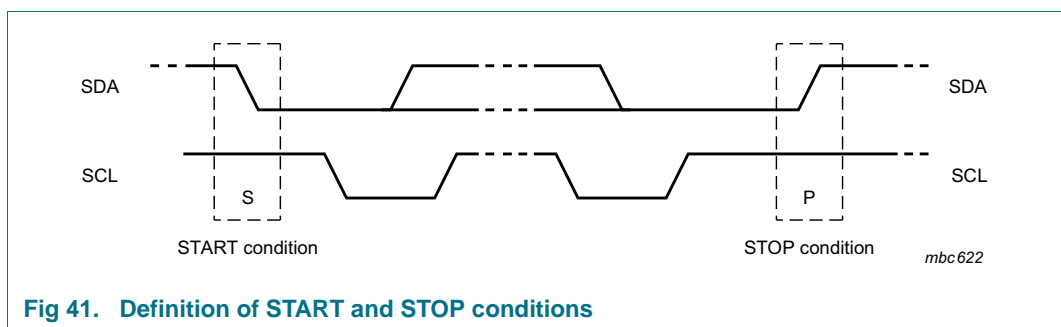 SDA SDA
SCL SCL
S P
START condition STOP condition
mbc622
Fig 41. Definition of START and STOP conditions